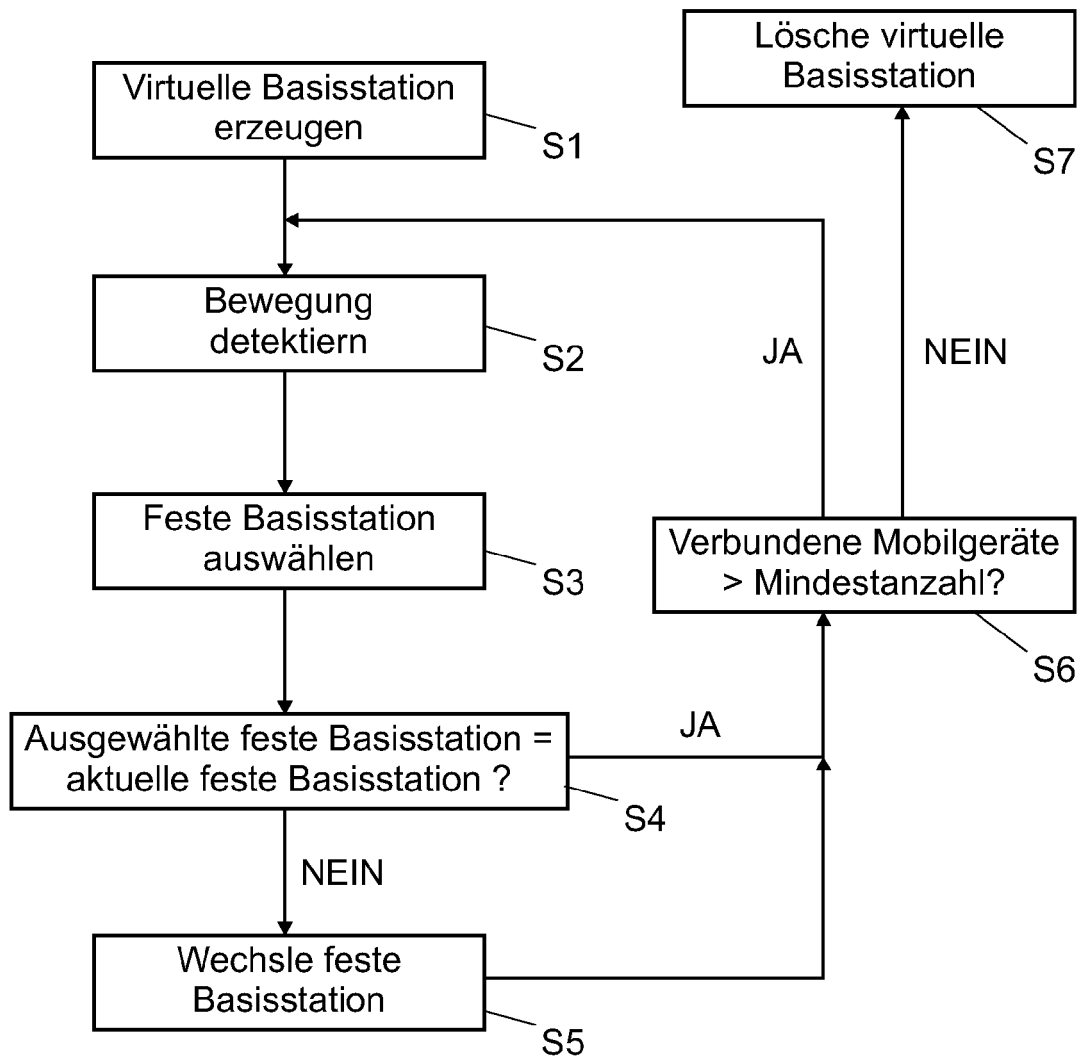 Virtuelle Basisstation
erzeugen
S1
Bewegung
detektiern
S2
Feste Basisstation
auswählen
S3
Ausgewählte feste Basisstation =
aktuelle feste Basisstation ?
S4
JA
NEIN
Wechsle feste
Basisstation
S5
Verbundene Mobilgeräte
> Mindestanzahl?
S6
JA
NEIN
Lösche virtuelle
Basisstation
S7